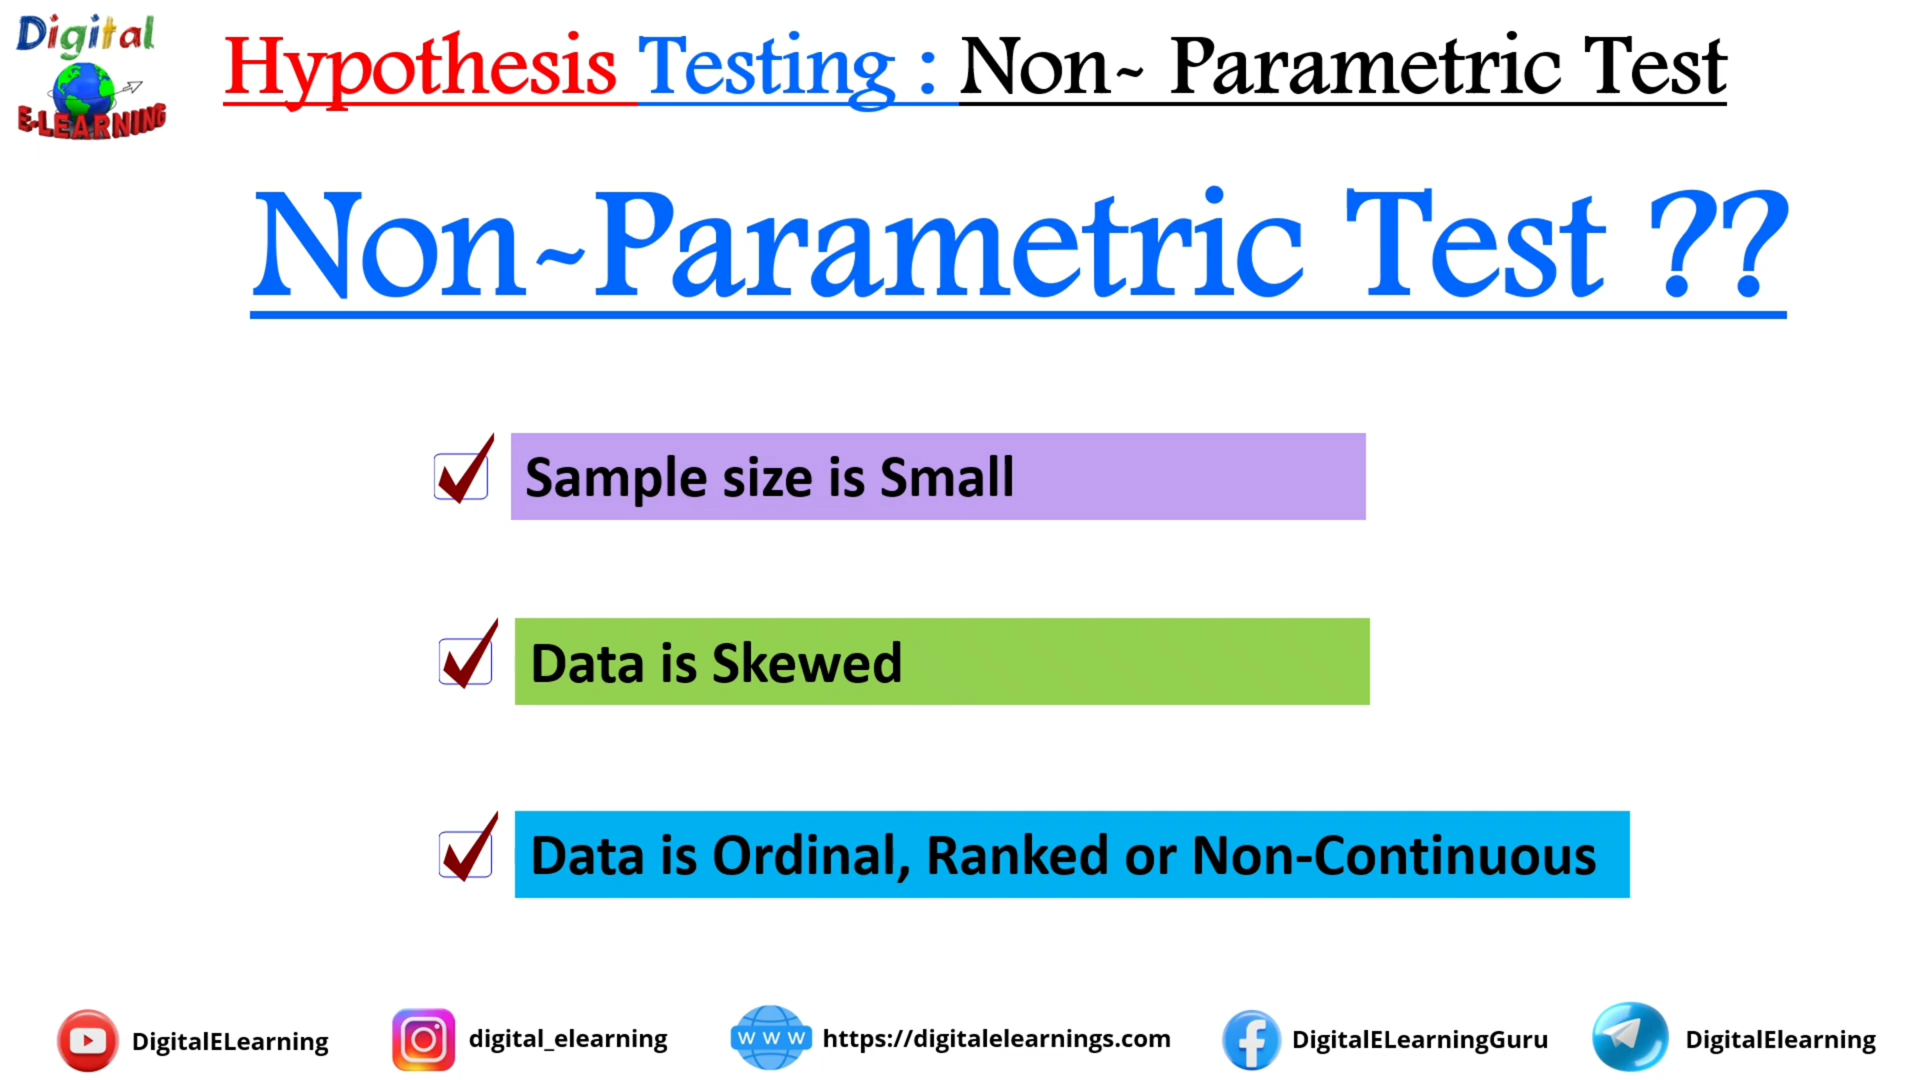 Digital
E-LEARNING
Hypothesis Testing : Non- Parametric Test
Non-Parametric Test ??
Sample size is Small
Data is Skewed
Data is Ordinal, Ranked or Non-Continuous
DigitalELearning
digital_elearning
W W W
https://digitalelearnings.com
DigitalELearningGuru
DigitalElearning